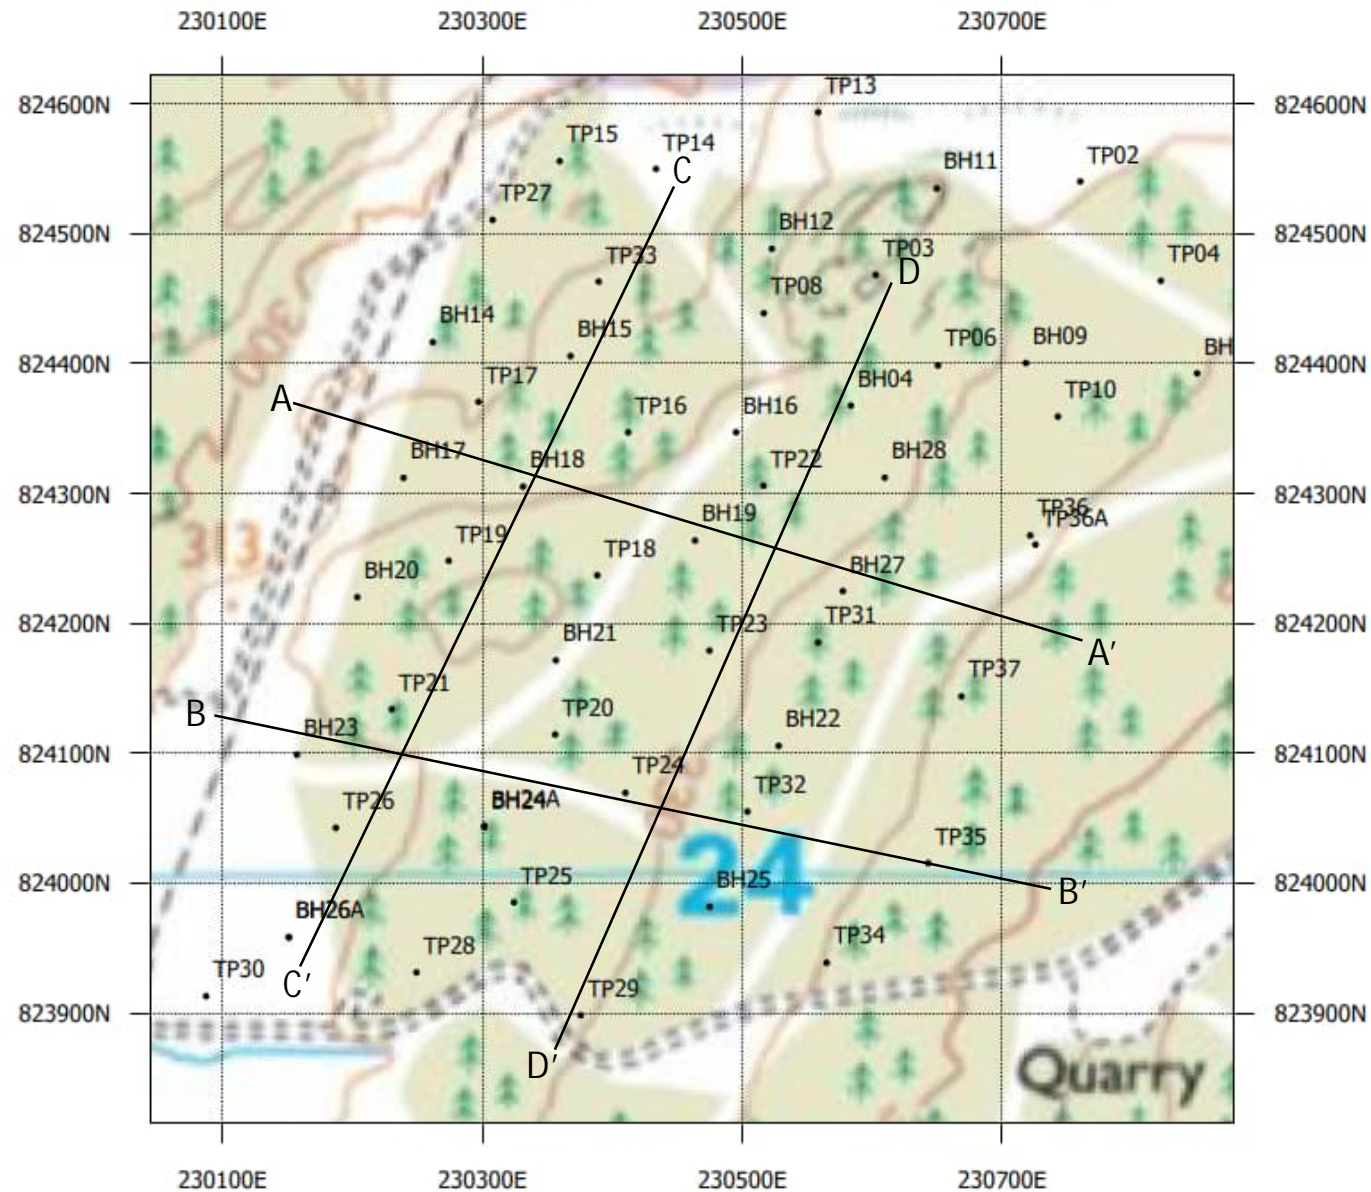 230100E 230300E 230500E 230700E
824600N TP13 824600N
TP15 TP14
C BH11 TP02
TP27
BH12
824500N 824500N
TP33 TP03 TP04
D
TP08
BH14 BH15
TP06 BH09 BH
300
824400N 824400N
TP17 BH04 TP10
A TP16 BH16
BH17 BH18 TP22 BH28
824300N 824300N
BH19 TP36
TP36A
313 TP19 TP18
BH20 BH27
824200N BH21 TP23 TP31 824200N
A'
TP21 TP37
B BH23 TP20 BH22
824100N 824100N
TP24
TP26 BH24A TP32
24 TP35
824000N TP25 BH25 B' 824000N
BH26A
TP28 TP34
TP30 C' TP29
823900N 823900N
D' Quarry
230100E 230300E 230500E 230700E